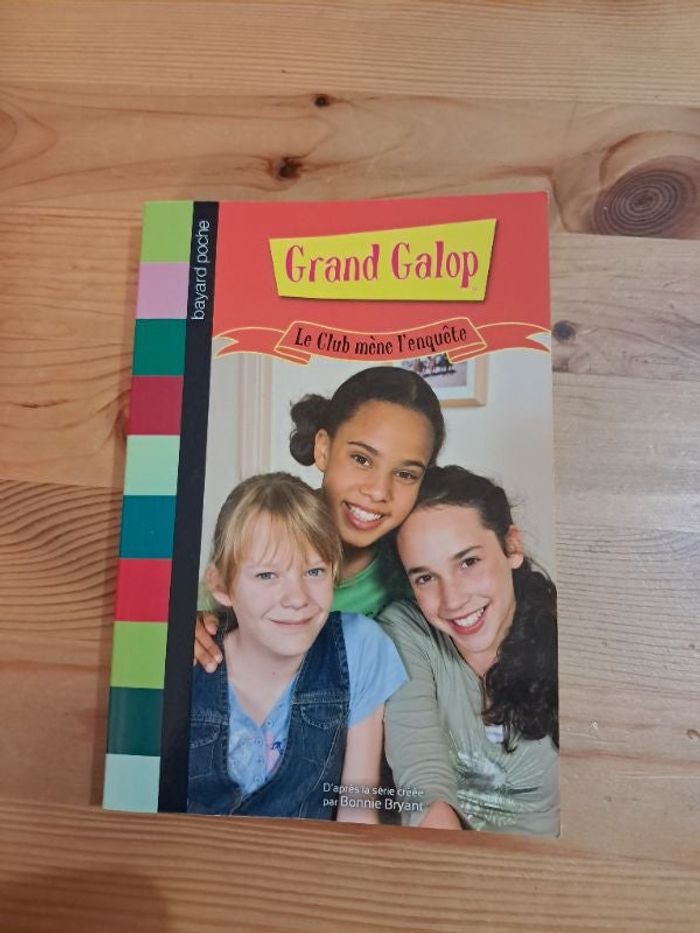 bayard poche
Grand Galop
Le Club mène l'enquête
D'après la série créée
par Bonnie Bryant